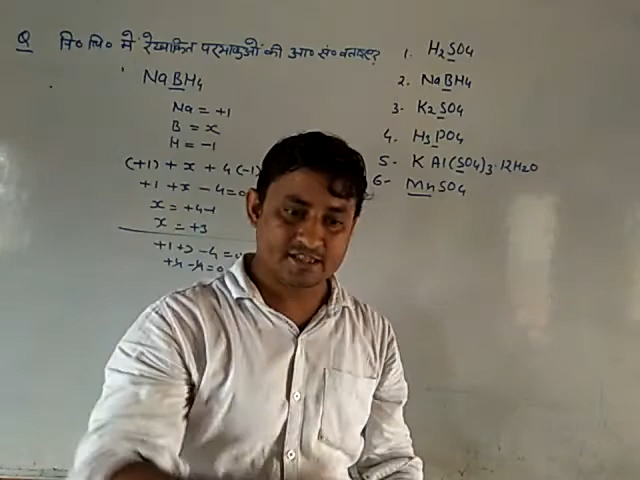 Q नि० लि० में रेखांकित परमाणुओं की आ० सं० बताइए?
NaBH4
Na = +1
B = x
H = -1
(+1) + x + 4(-1)
+1 + x - 4 = 0
x = +4-1
x = +3
+1 + 3 - 4 = 0
+4 - 4 = 0
1. H2SO4
2. NaBH4
3- K2SO4
4. H3PO4
5- K Al(SO4)3.12H2O
6- MnSO4